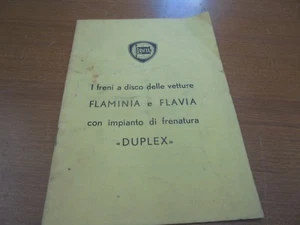 I freni a disco delle vetture
FLAMINIA e FLAVIA
con impianto di frenatura
«DUPLEX»